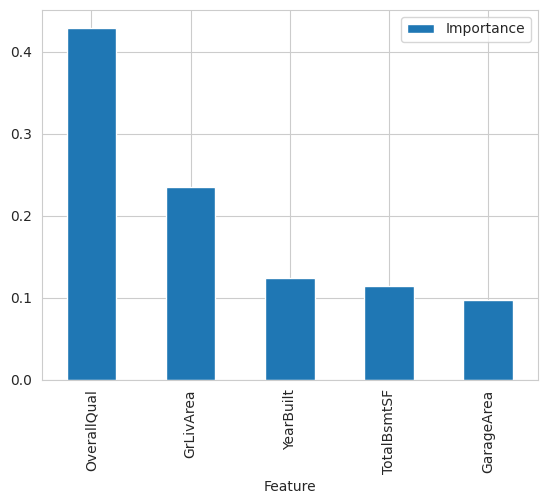 Importance
0.4
0.3
0.2
0.1
0.0
OverallQual
GrLivArea
YearBuilt
TotalBsmtSF
GarageArea
Feature